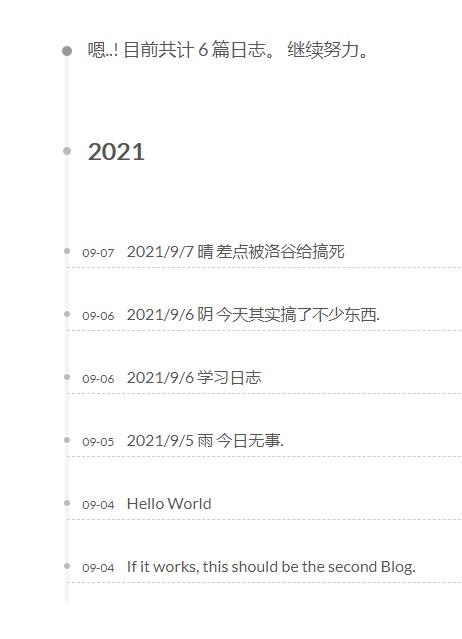 嗯..! 目前共计 6 篇日志。 继续努力。
2021
09-07 2021/9/7 晴 差点被洛谷给搞死
09-06 2021/9/6 阴 今天其实搞了不少东西.
09-06 2021/9/6 学习日志
09-05 2021/9/5 雨 今日无事.
09-04 Hello World
09-04 If it works, this should be the second Blog.